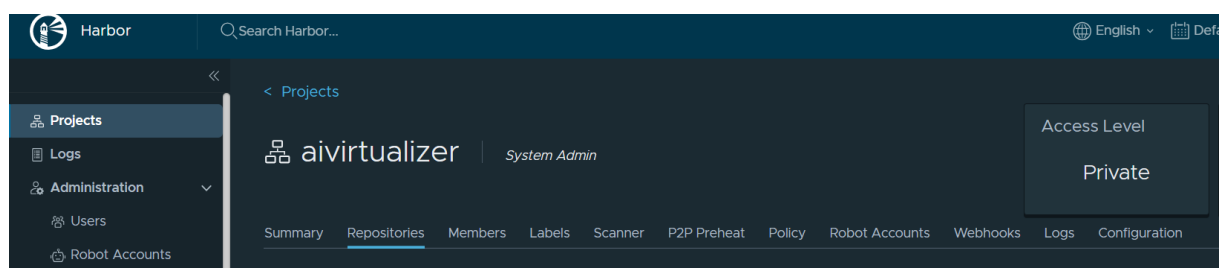 Harbor
Search Harbor...
English
« 
< Projects
Projects
Logs
Administration
Users
Robot Accounts
aivirtualizer
System Admin
Access Level
Private
Summary Repositories Members Labels Scanner P2P Preheat Policy Robot Accounts Webhooks Logs Configuration